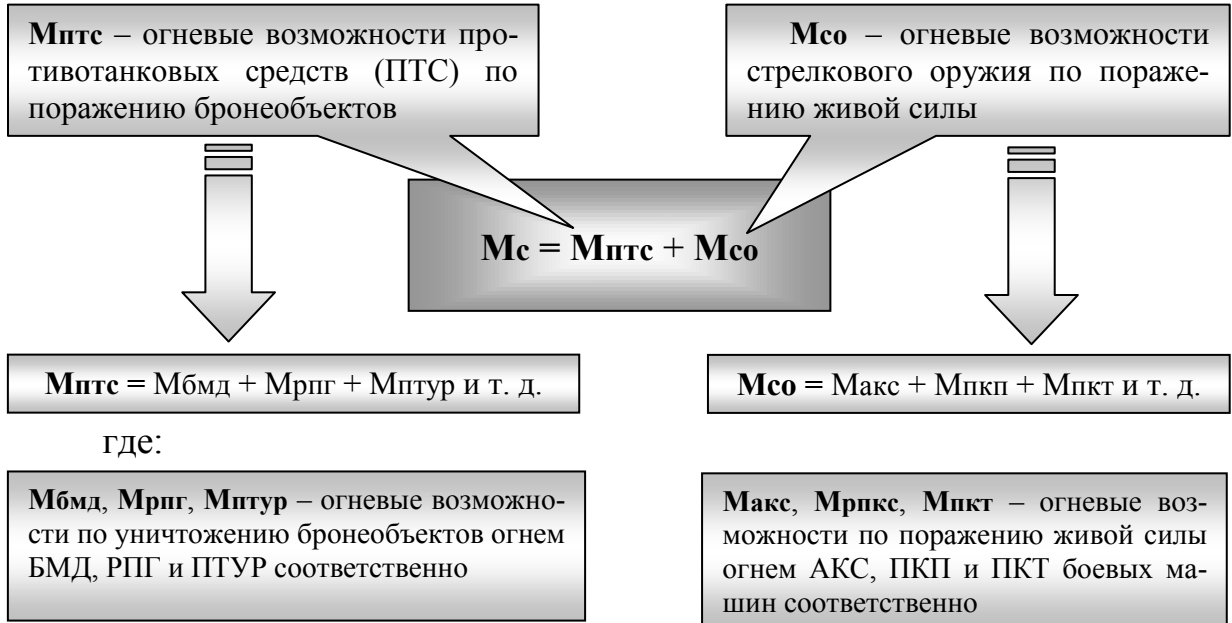 Мптс – огневые возможности про-
тивотанковых средств (ПТС) по
поражению бронеобъектов
Мсо – огневые возможности
стрелкового оружия по пораже-
нию живой силы
Мс = Мптс + Мсо
Мптс = Мбмд + Мрпг + Мптур и т. д.
Мсо = Макс + Мпкп + Мпкт и т. д.
где:
Мбмд, Мрпг, Мптур – огневые возможно-
сти по уничтожению бронеобъектов огнем
БМД, РПГ и ПТУР соответственно
Макс, Мрпкс, Мпкт – огневые воз-
можности по поражению живой силы
огнем АКС, ПКП и ПКТ боевых ма-
шин соответственно